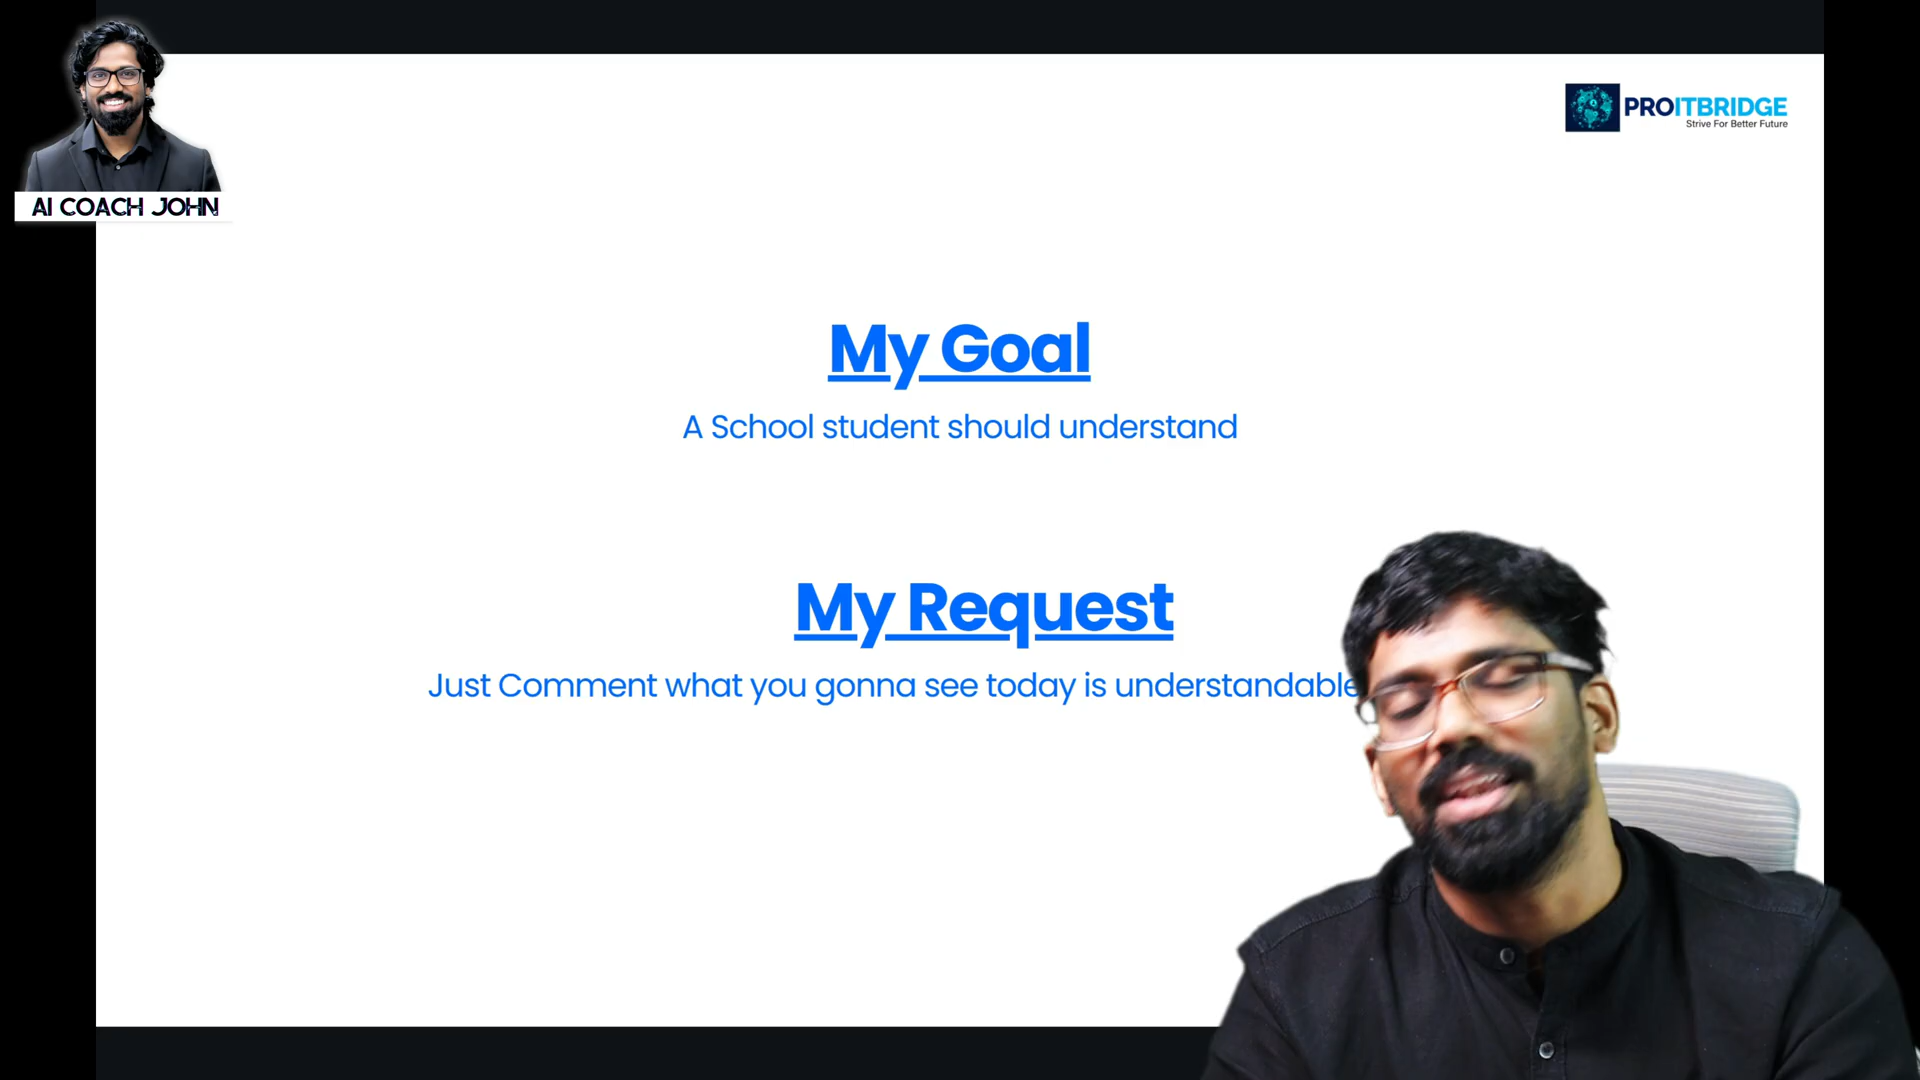 PROITBRIDGE
Strive For Better Future
AI COACH JOHN
My Goal
A School student should understand
My Request
Just Comment what you gonna see today is understandable